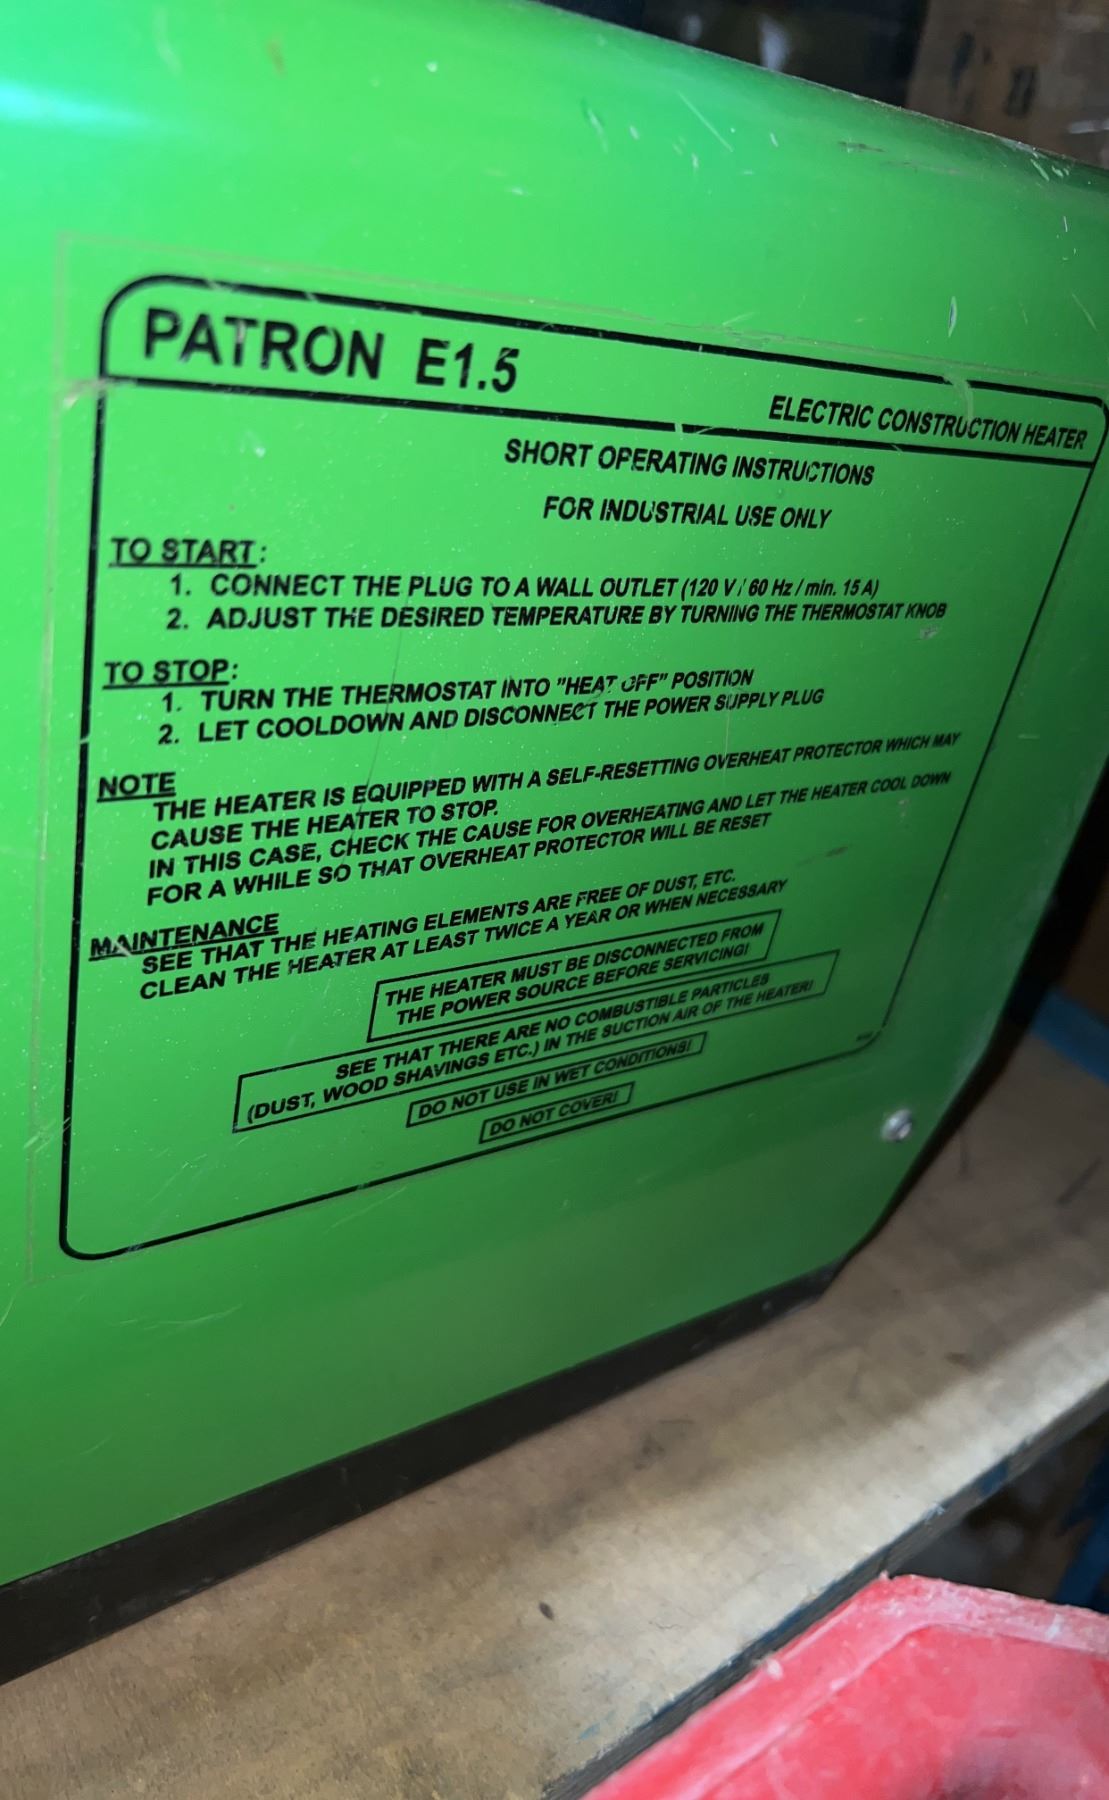 PATRON E1.5
ELECTRIC CONSTRUCTION HEATER
SHORT OPERATING INSTRUCTIONS
FOR INDUSTRIAL USE ONLY
TO START:
1. CONNECT THE PLUG TO A WALL OUTLET (120 V / 60 Hz / min. 15 A)
2. ADJUST THE DESIRED TEMPERATURE BY TURNING THE THERMOSTAT KNOB
TO STOP:
1. TURN THE THERMOSTAT INTO "HEAT OFF" POSITION
2. LET COOLDOWN AND DISCONNECT THE POWER SUPPLY PLUG
NOTE
THE HEATER IS EQUIPPED WITH A SELF-RESETTING OVERHEAT PROTECTOR WHICH MAY
CAUSE THE HEATER TO STOP.
IN THIS CASE, CHECK THE CAUSE FOR OVERHEATING AND LET THE HEATER COOL DOWN
FOR A WHILE SO THAT OVERHEAT PROTECTOR WILL BE RESET
MAINTENANCE
SEE THAT THE HEATING ELEMENTS ARE FREE OF DUST, ETC.
CLEAN THE HEATER AT LEAST TWICE A YEAR OR WHEN NECESSARY
THE HEATER MUST BE DISCONNECTED FROM
THE POWER SOURCE BEFORE SERVICING!
SEE THAT THERE ARE NO COMBUSTIBLE PARTICLES
(DUST, WOOD SHAVINGS ETC.) IN THE SUCTION AIR OF THE HEATER!
DO NOT USE IN WET CONDITIONS!
DO NOT COVER!